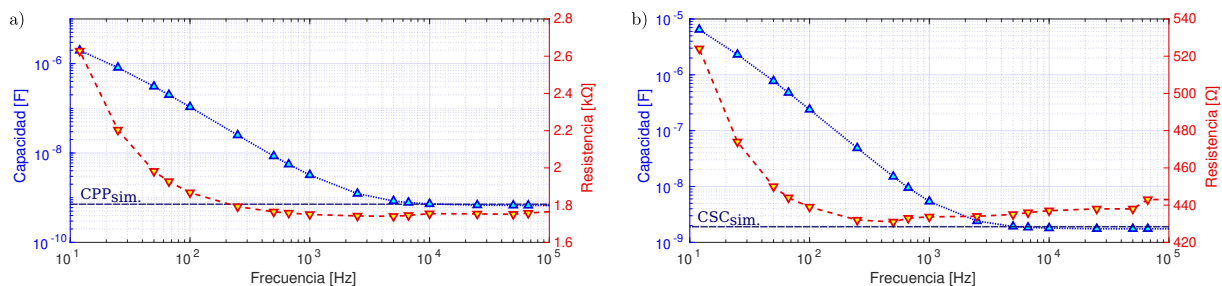 a)
Capacidad [F]
10^-6
10^-8
10^-10
CPPsim.
2.8
2.6
2.4
2.2
2
1.8
1.6
Resistencia [kΩ]
10^1 10^2 10^3 10^4 10^5
Frecuencia [Hz]
b)
Capacidad [F]
10^-5
10^-6
10^-7
10^-8
10^-9
CSCsim.
540
520
500
480
460
440
420
Resistencia [Ω]
10^1 10^2 10^3 10^4 10^5
Frecuencia [Hz]